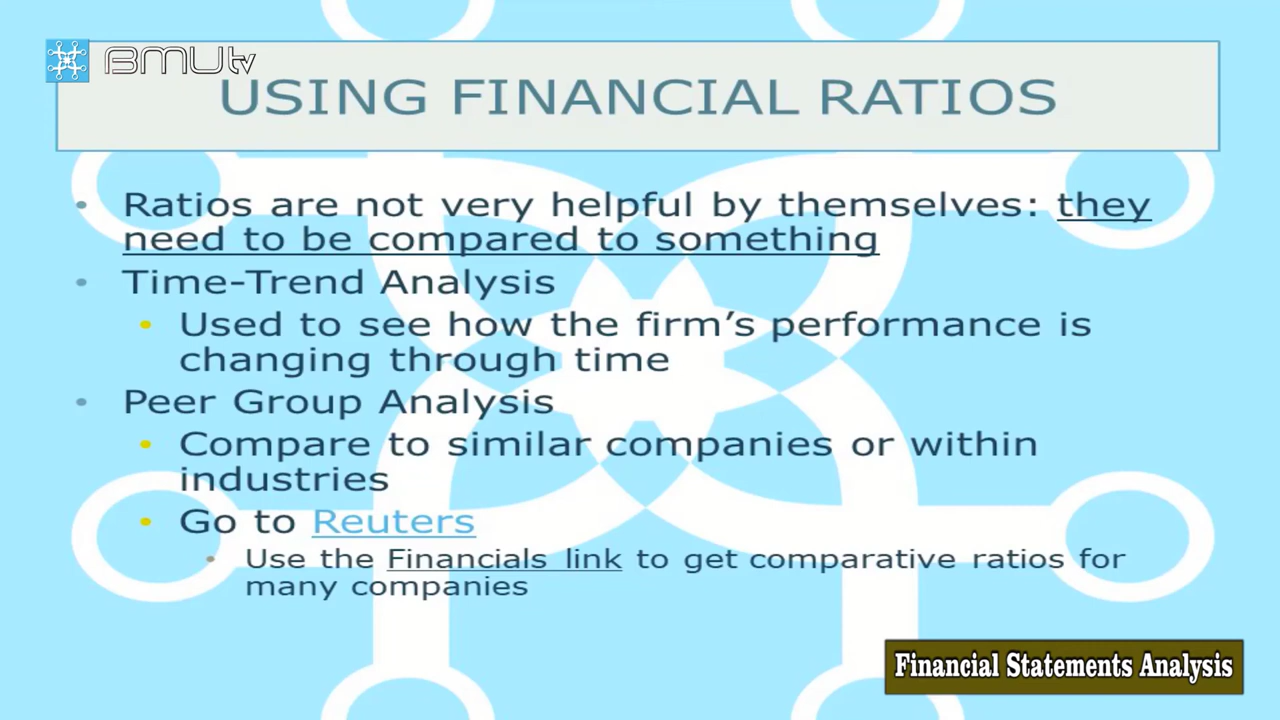 BMUtv
USING FINANCIAL RATIOS
• Ratios are not very helpful by themselves: they
need to be compared to something
• Time-Trend Analysis
• Used to see how the firm’s performance is
changing through time
• Peer Group Analysis
• Compare to similar companies or within
industries
• Go to Reuters
• Use the Financials link to get comparative ratios for
many companies
Financial Statements Analysis